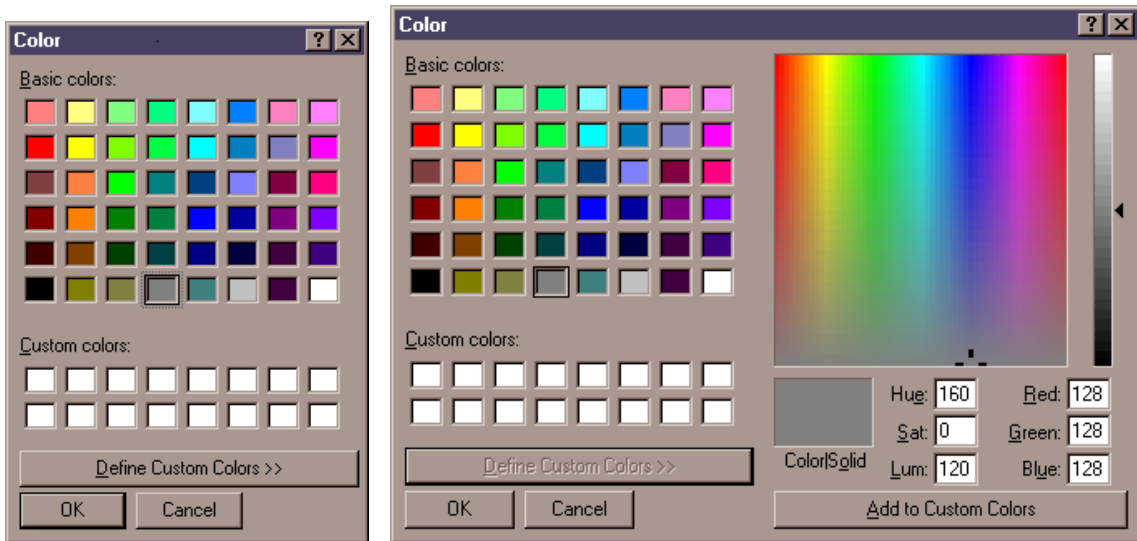 Color
Basic colors:
Custom colors:
Define Custom Colors >>
OK Cancel
Color
Basic colors:
Custom colors:
Define Custom Colors >>
OK Cancel
Color|Solid
Hue: 160 Red: 128
Sat: 0 Green: 128
Lum: 120 Blue: 128
Add to Custom Colors